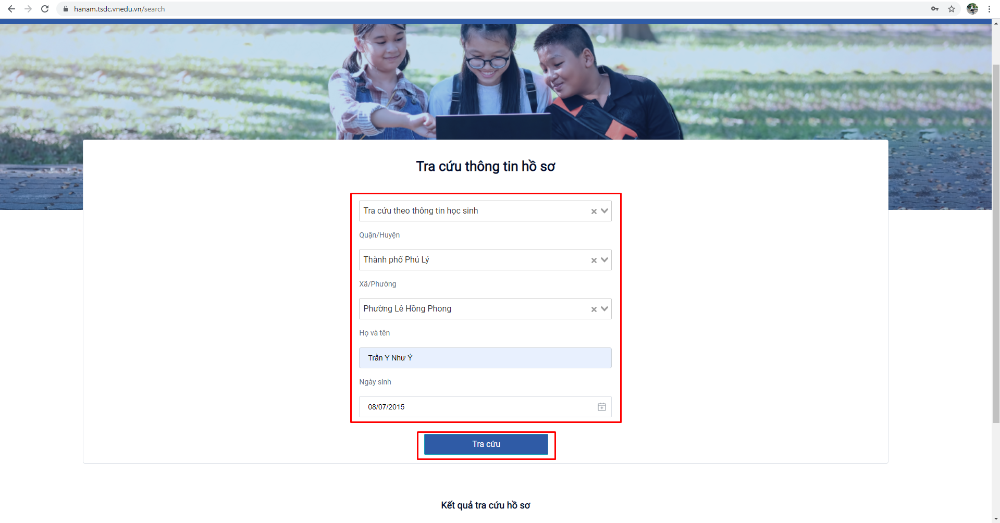 hanam.tsdc.vnedu.vn/search
Tra cứu thông tin hồ sơ
Tra cứu theo thông tin học sinh
Quận/Huyện
Thành phố Phủ Lý
Xã/Phường
Phường Lê Hồng Phong
Họ và tên
Trần Y Như Ý
Ngày sinh
08/07/2015
Tra cứu
Kết quả tra cứu hồ sơ